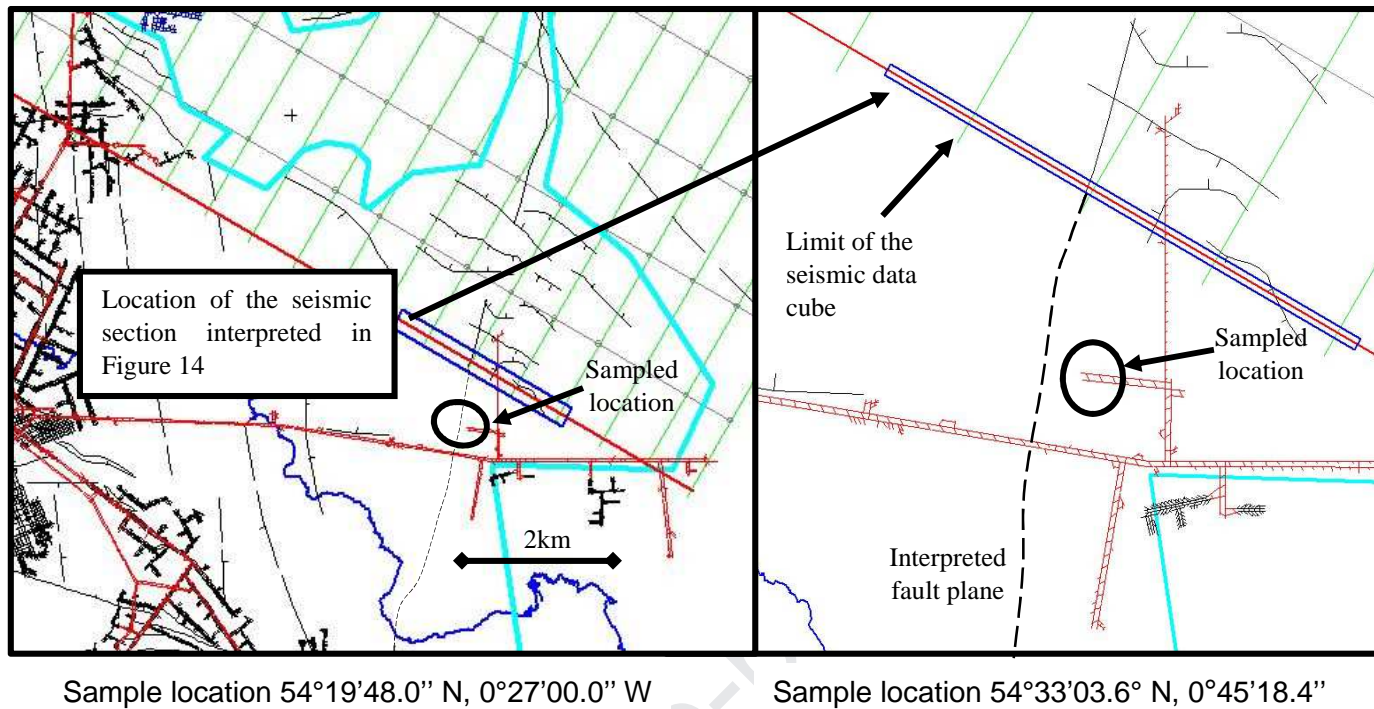 Location of the seismic
section interpreted in
Figure 14
Sampled
location
2km
Limit of the
seismic data
cube
Sampled
location
Interpreted
fault plane
Sample location 54°19'48.0'' N, 0°27'00.0'' W
Sample location 54°33'03.6° N, 0°45'18.4''